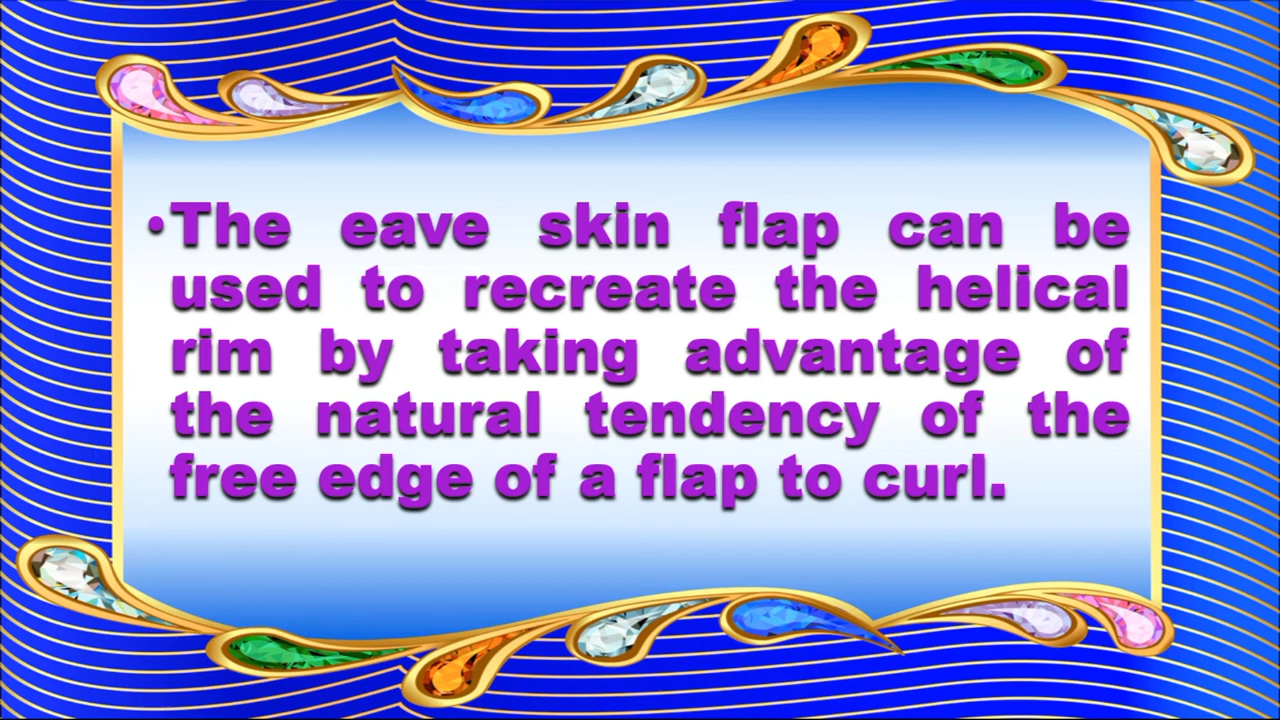 •The eave skin flap can be
used to recreate the helical
rim by taking advantage of
the natural tendency of the
free edge of a flap to curl.